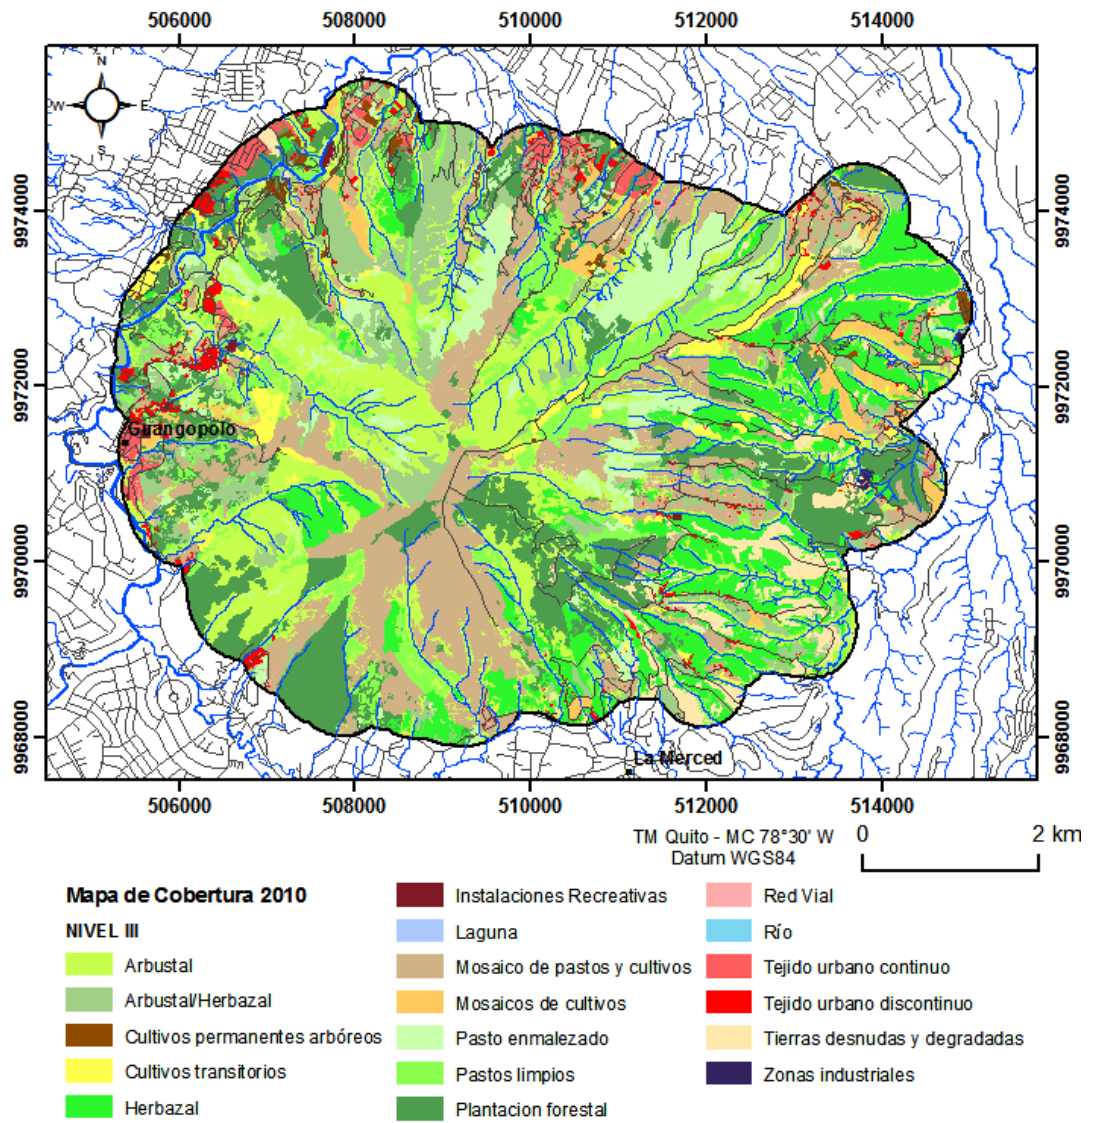 506000 508000 510000 512000 514000
N
W E
S
9974000 9974000
9972000 9972000
Guangopolo
9970000 9970000
9968000 9968000
La Merced
506000 508000 510000 512000 514000
TM Quito - MC 78°30' W
Datum WGS84
0 2 km
Mapa de Cobertura 2010
NIVEL III
Arbustal
Arbustal/Herbazal
Cultivos permanentes arbóreos
Cultivos transitorios
Herbazal
Instalaciones Recreativas
Laguna
Mosaico de pastos y cultivos
Mosaicos de cultivos
Pasto enmalezado
Pastos limpios
Plantacion forestal
Red Vial
Río
Tejido urbano continuo
Tejido urbano discontinuo
Tierras desnudas y degradadas
Zonas industriales